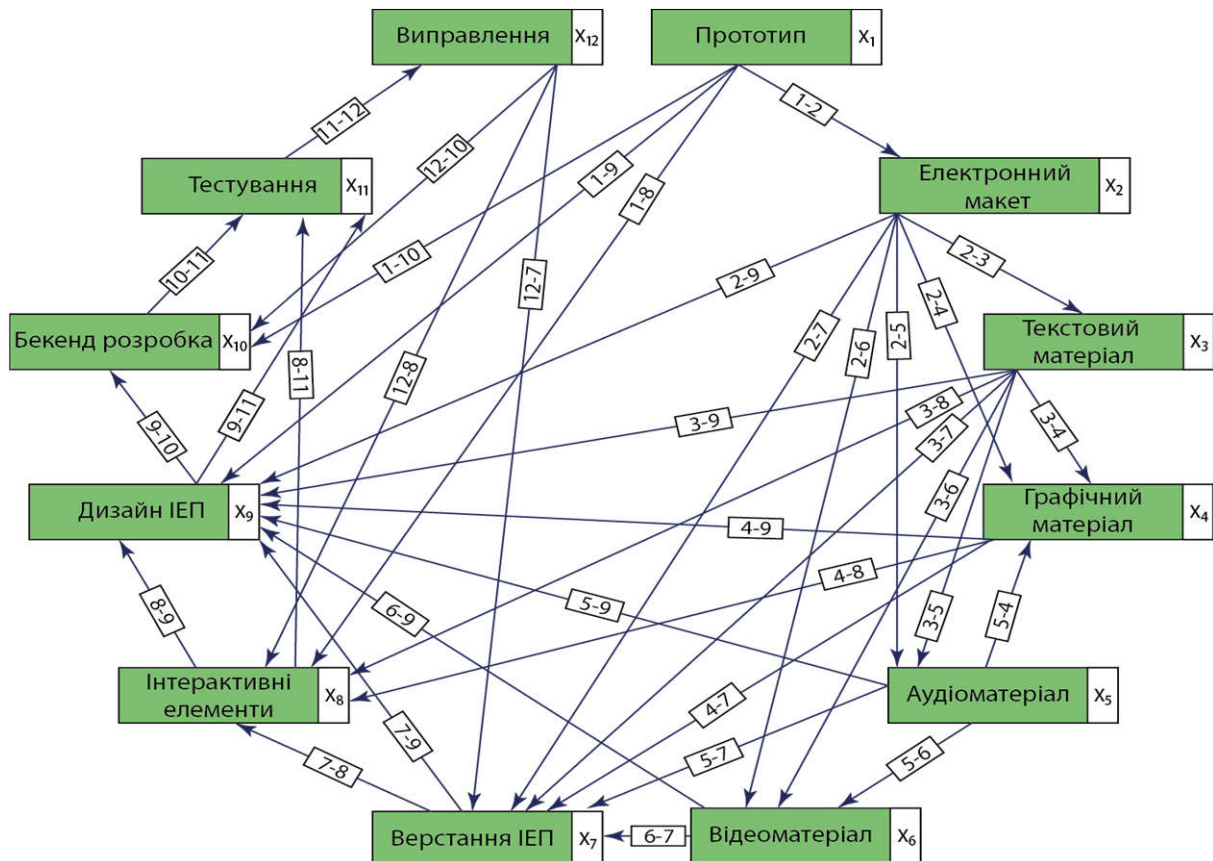 Виправлення X12
Прототип X1
1-2
11-12
12-10
1-9
1-8
Тестування X11
Електронний
макет X2
10-11
1-10
12-7
2-9
2-3
2-4
2-7
2-6
2-5
Бекенд розробка X10
Текстовий
матеріал X3
8-11
12-8
9-11
9-10
3-9
3-8
3-7
3-4
3-6
Дизайн ІЕП X9
Графічний
матеріал X4
4-9
4-8
8-9
6-9
5-9
3-5
5-4
Інтерактивні
елементи X8
Аудіоматеріал X5
4-7
7-9
7-8
5-7
5-6
Верстання ІЕП X7
6-7
Відеоматеріал X6